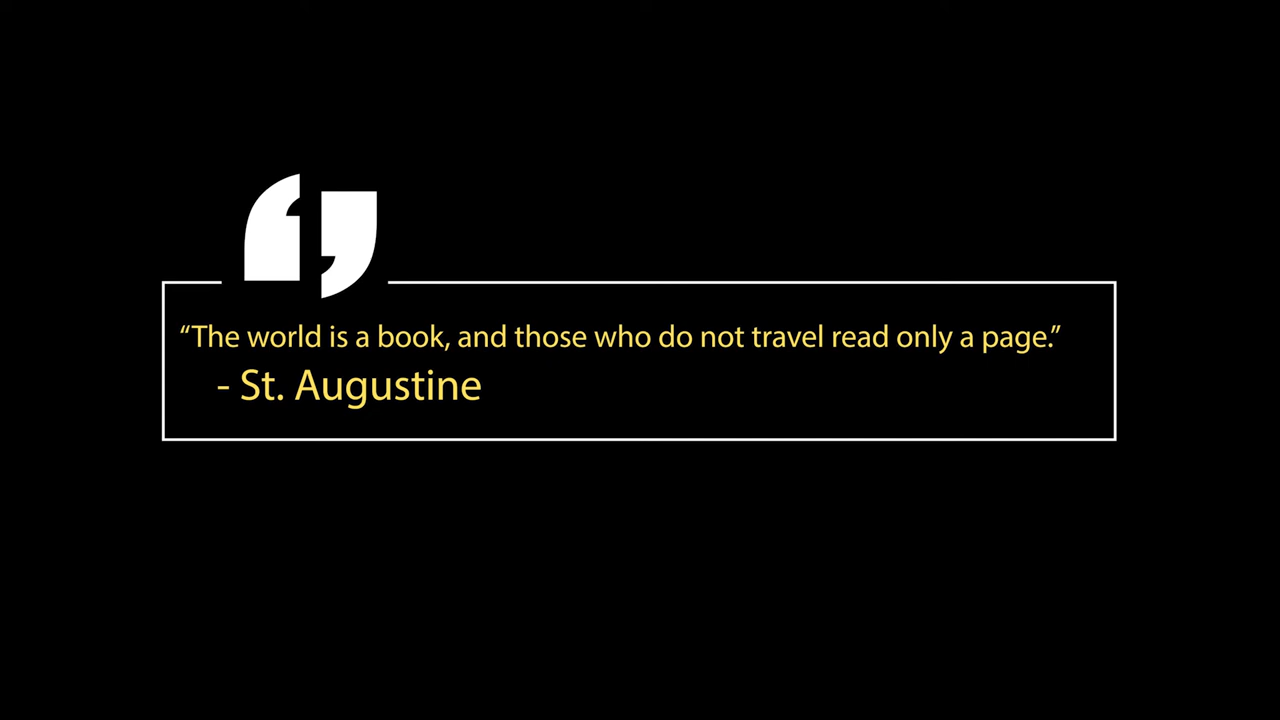 “The world is a book, and those who do not travel read only a page.”
- St. Augustine